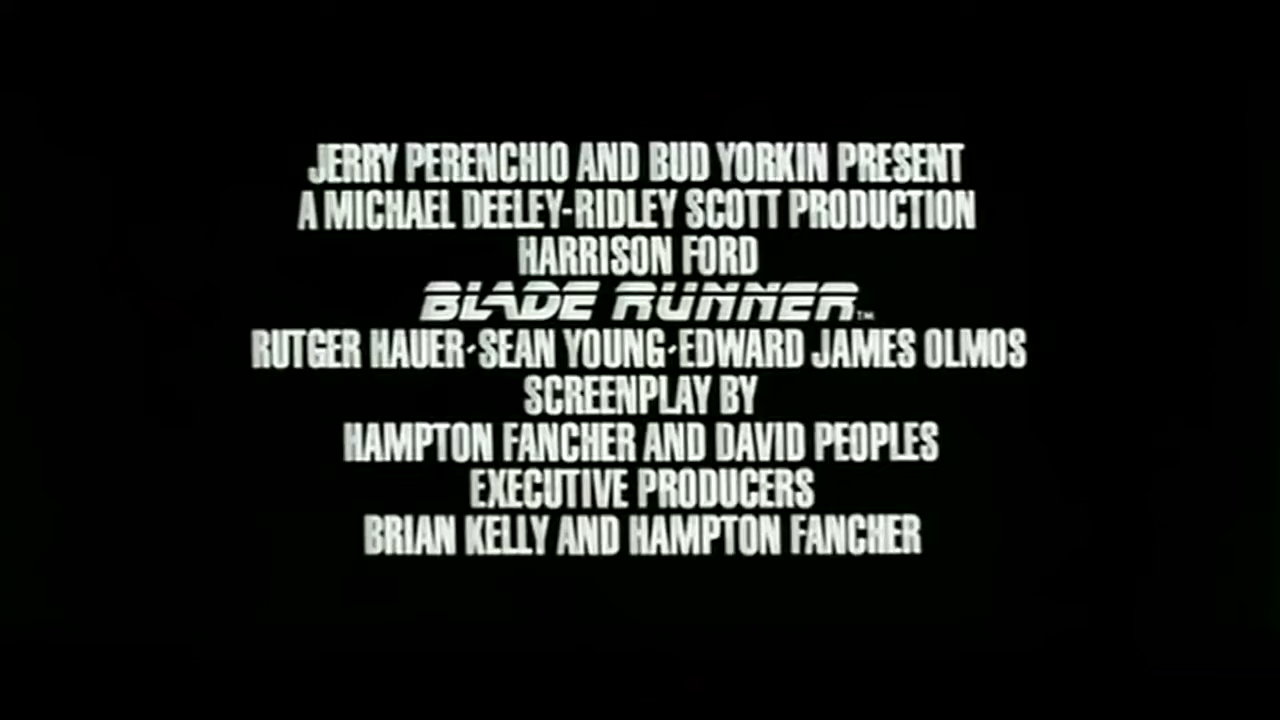 JERRY PERENCHIO AND BUD YORKIN PRESENT
A MICHAEL DEELEY-RIDLEY SCOTT PRODUCTION
HARRISON FORD
BLADE RUNNER™
RUTGER HAUER·SEAN YOUNG·EDWARD JAMES OLMOS
SCREENPLAY BY
HAMPTON FANCHER AND DAVID PEOPLES
EXECUTIVE PRODUCERS
BRIAN KELLY AND HAMPTON FANCHER